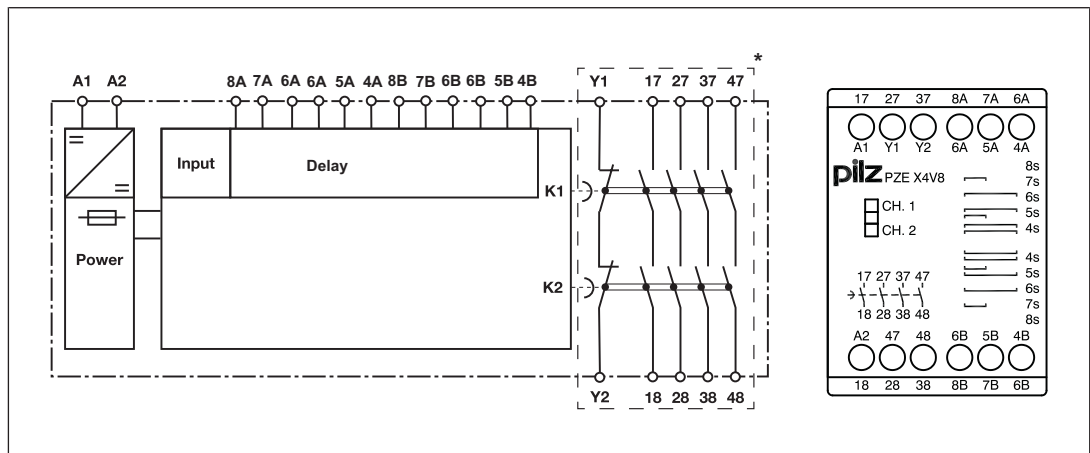 *
A1 A2 8A 7A 6A 6A 5A 4A 8B 7B 6B 6B 5B 4B Y1 17 27 37 47
Input Delay
K1
Power
K2
Y2 18 28 38 48
17 27 37 8A 7A 6A
A1 Y1 Y2 6A 5A 4A
pilz PZE X4V8
8s
7s
6s
5s
4s
CH. 1
CH. 2
4s
5s
6s
7s
8s
17 27 37 47
18 28 38 48
A2 47 48 6B 5B 4B
18 28 38 8B 7B 6B